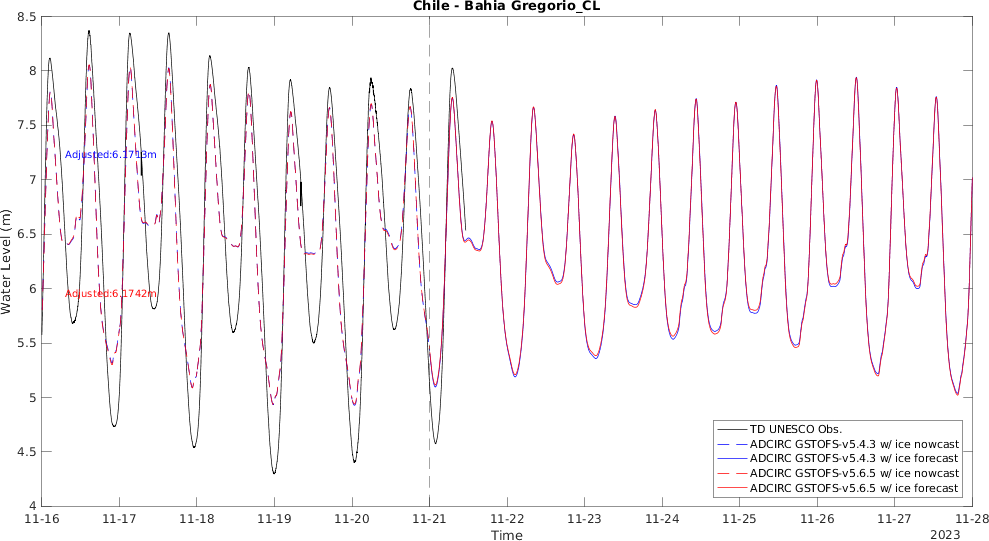 Chile - Bahia Gregorio_CL
8.5
8
7.5
7
6.5
6
5.5
5
4.5
4
Water Level (m)
Adjusted:6.1713m
Adjusted:6.1742m
TD UNESCO Obs.
ADCIRC GSTOFS-v5.4.3 w/ ice nowcast
ADCIRC GSTOFS-v5.4.3 w/ ice forecast
ADCIRC GSTOFS-v5.6.5 w/ ice nowcast
ADCIRC GSTOFS-v5.6.5 w/ ice forecast
11-16 11-17 11-18 11-19 11-20 11-21 11-22 11-23 11-24 11-25 11-26 11-27 11-28
Time
2023